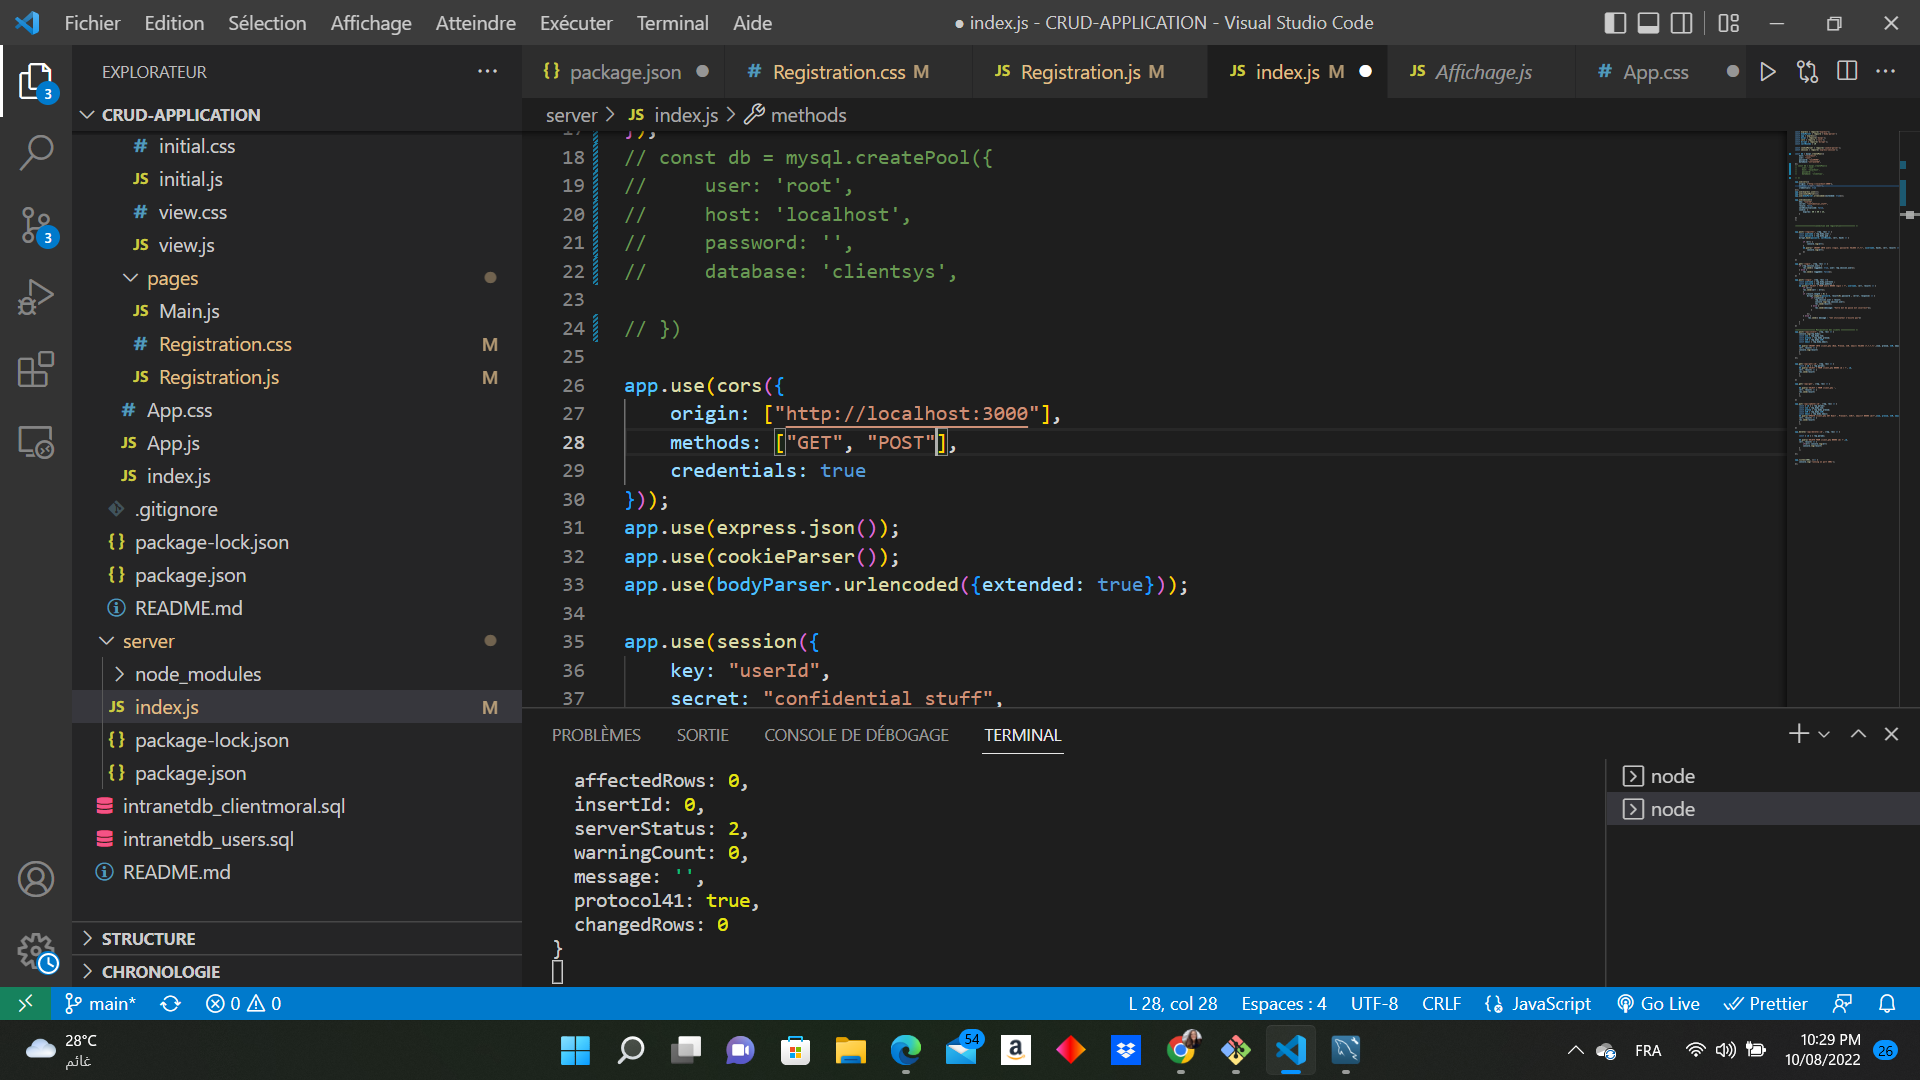 Fichier Edition Sélection Affichage Atteindre Exécuter Terminal Aide
● index.js - CRUD-APPLICATION - Visual Studio Code
EXPLORATEUR
CRUD-APPLICATION
# initial.css
JS initial.js
# view.css
JS view.js
pages
JS Main.js
# Registration.css M
JS Registration.js M
# App.css
JS App.js
JS index.js
.gitignore
{} package-lock.json
{} package.json
README.md
server
node_modules
JS index.js M
{} package-lock.json
{} package.json
intranetdb_clientmoral.sql
intranetdb_users.sql
README.md
STRUCTURE
CHRONOLOGIE
3
3
{} package.json
# Registration.css M
JS Registration.js M
JS index.js M
JS Affichage.js
# App.css
server > JS index.js > methods
17 });
18 // const db = mysql.createPool({
19 //     user: 'root',
20 //     host: 'localhost',
21 //     password: '',
22 //     database: 'clientsys',
23
24 // })
25
26 app.use(cors({
27     origin: ["http://localhost:3000"],
28     methods: ["GET", "POST"],
29     credentials: true
30 }));
31 app.use(express.json());
32 app.use(cookieParser());
33 app.use(bodyParser.urlencoded({extended: true}));
34
35 app.use(session({
36     key: "userId",
37     secret: "confidential stuff",
PROBLÈMES SORTIE CONSOLE DE DÉBOGAGE TERMINAL
affectedRows: 0,
insertId: 0,
serverStatus: 2,
warningCount: 0,
message: '',
protocol41: true,
changedRows: 0
}
node
node
main* 0 0
L 28, col 28 Espaces : 4 UTF-8 CRLF {} JavaScript Go Live Prettier
28°C
غائم
54
a
FRA
10:29 PM
10/08/2022
26